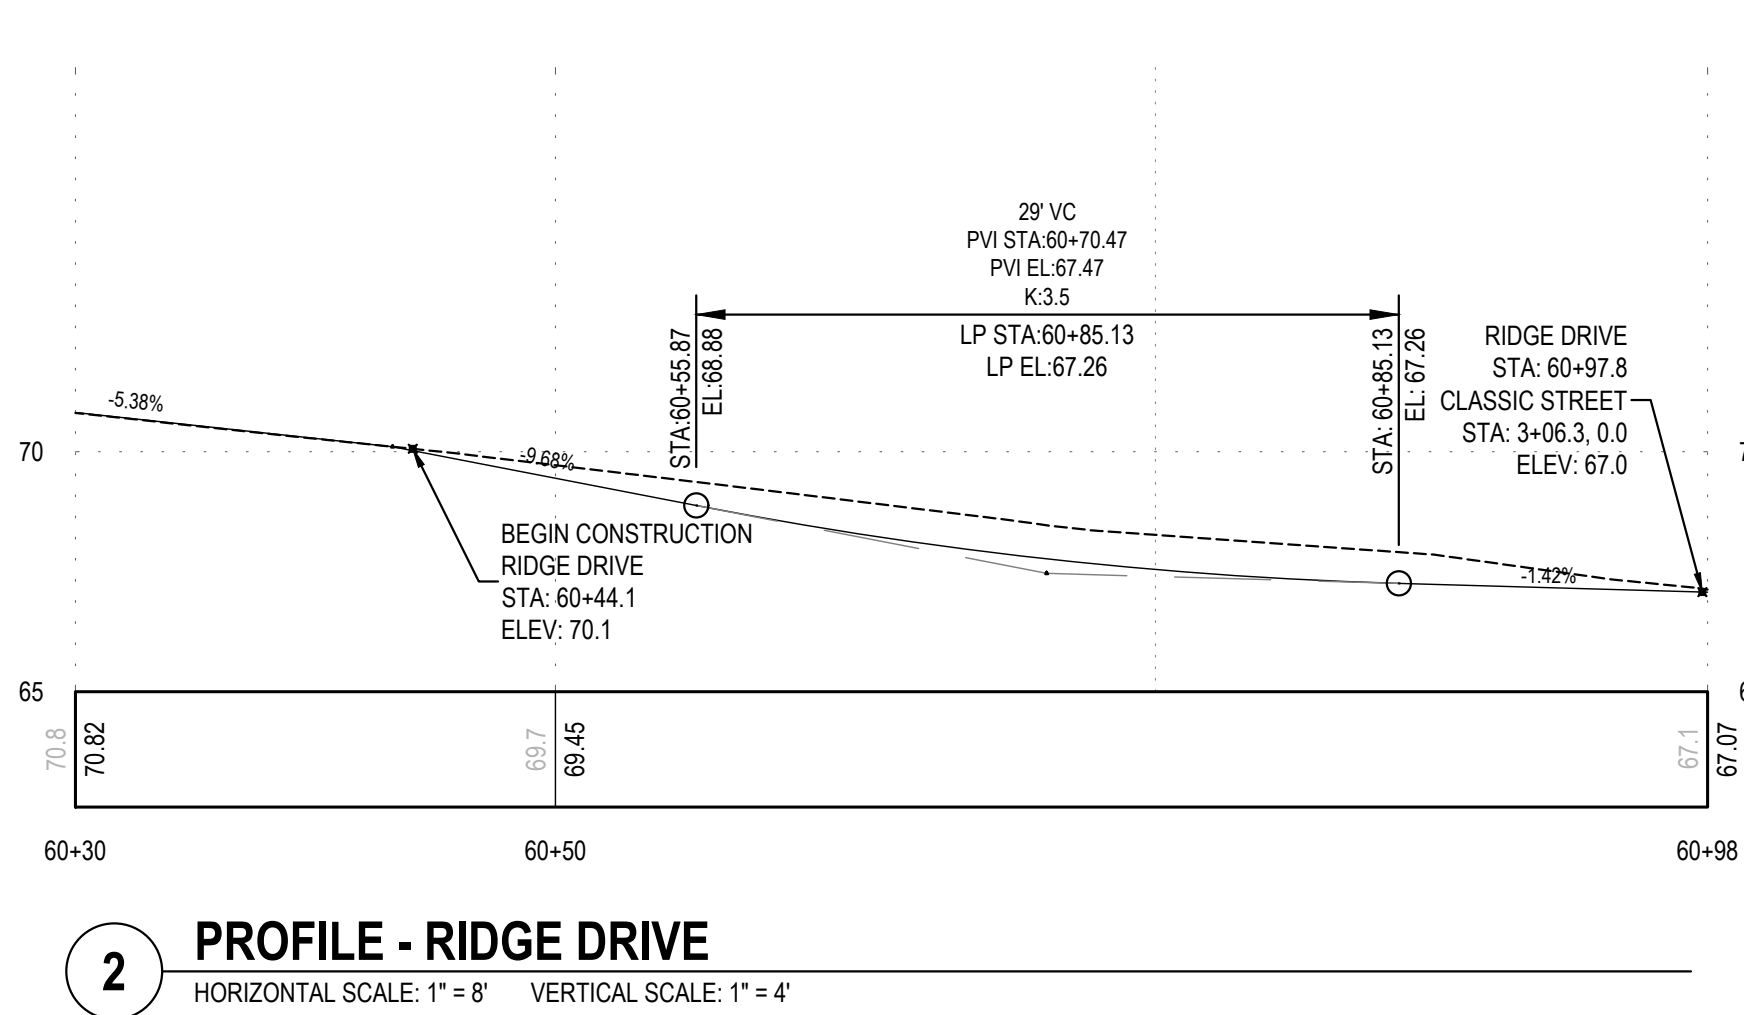 29' VC
PVI STA:60+70.47
PVI EL:67.47
K:3.5
LP STA:60+85.13
LP EL:67.26
STA:60+55.87
EL:68.88
STA: 60+85.13
EL: 67.26
RIDGE DRIVE
STA: 60+97.8
CLASSIC STREET
STA: 3+06.3, 0.0
ELEV: 67.0
-5.38%
-9.68%
-1.42%
70
7
BEGIN CONSTRUCTION
RIDGE DRIVE
STA: 60+44.1
ELEV: 70.1
65
70.8
70.82
69.7
69.45
67.1
67.07
60+30
60+50
60+98
2
PROFILE - RIDGE DRIVE
HORIZONTAL SCALE: 1" = 8' VERTICAL SCALE: 1" = 4'